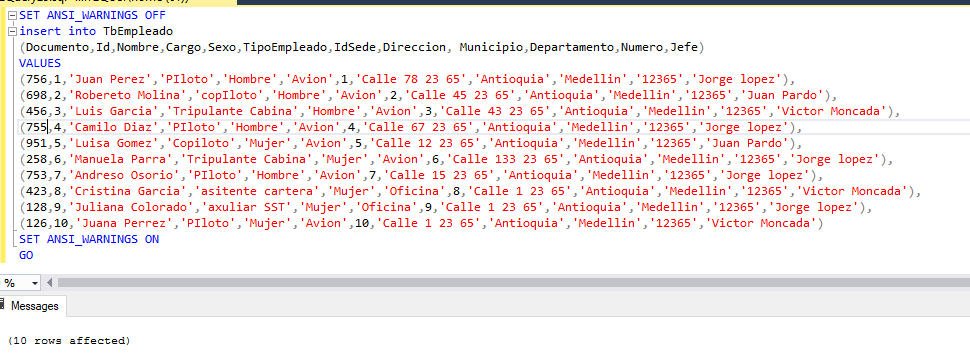 SET ANSI_WARNINGS OFF
insert into TbEmpleado
(Documento,Id,Nombre,Cargo,Sexo,TipoEmpleado,IdSede,Direccion, Municipio,Departamento,Numero,Jefe)
VALUES
(756,1,'Juan Perez','PIloto','Hombre','Avion',1,'Calle 78 23 65','Antioquia','Medellin','12365','Jorge lopez'),
(698,2,'Robereto Molina','copIloto','Hombre','Avion',2,'Calle 45 23 65','Antioquia','Medellin','12365','Juan Pardo'),
(456,3,'Luis Garcia','Tripulante Cabina','Hombre','Avion',3,'Calle 43 23 65','Antioquia','Medellin','12365','Victor Moncada'),
(755,4,'Camilo Diaz','PIloto','Hombre','Avion',4,'Calle 67 23 65','Antioquia','Medellin','12365','Jorge lopez'),
(951,5,'Luisa Gomez','Copiloto','Mujer','Avion',5,'Calle 12 23 65','Antioquia','Medellin','12365','Juan Pardo'),
(258,6,'Manuela Parra','Tripulante Cabina','Mujer','Avion',6,'Calle 133 23 65','Antioquia','Medellin','12365','Jorge lopez'),
(753,7,'Andreso Osorio','PIloto','Hombre','Avion',7,'Calle 15 23 65','Antioquia','Medellin','12365','Jorge lopez'),
(423,8,'Cristina Garcia','asitente cartera','Mujer','Oficina',8,'Calle 1 23 65','Antioquia','Medellin','12365','Victor Moncada'),
(128,9,'Juliana Colorado','axuliar SST','Mujer','Oficina',9,'Calle 1 23 65','Antioquia','Medellin','12365','Jorge lopez'),
(126,10,'Juana Perrez','PIloto','Mujer','Avion',10,'Calle 1 23 65','Antioquia','Medellin','12365','Victor Moncada')
SET ANSI_WARNINGS ON
GO
%
Messages
(10 rows affected)